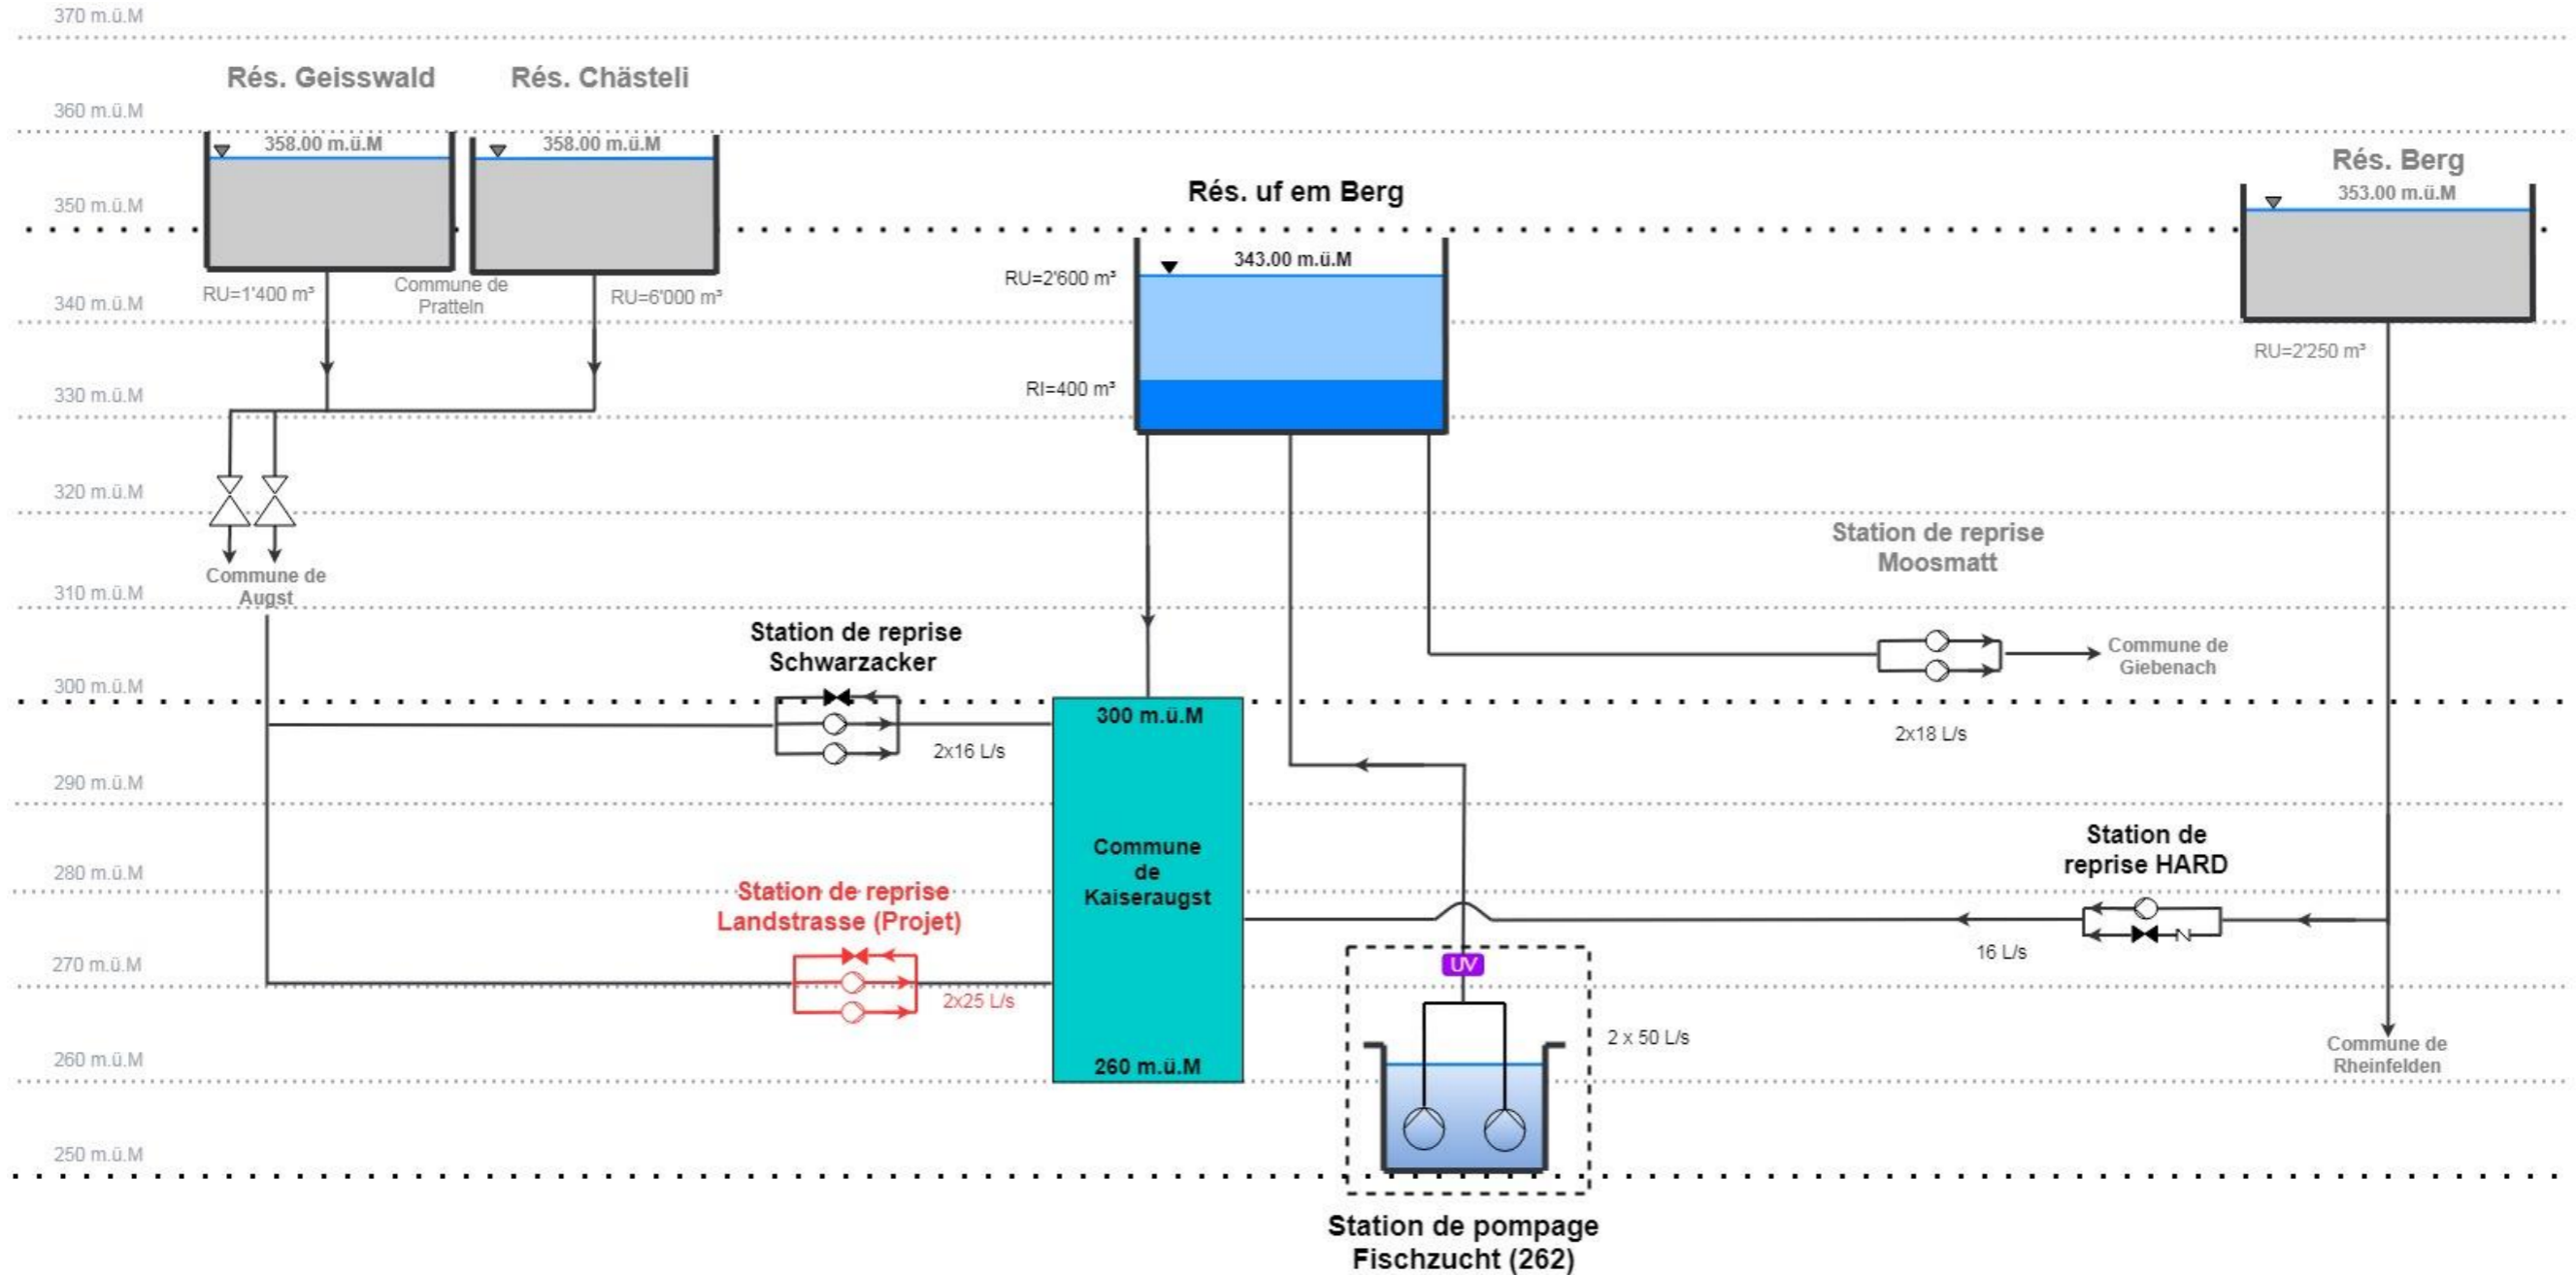 370 m.ü.M
Rés. Geisswald
Rés. Chästeli
360 m.ü.M
358.00 m.ü.M
358.00 m.ü.M
Rés. Berg
353.00 m.ü.M
Rés. uf em Berg
350 m.ü.M
343.00 m.ü.M
RU=2'600 m³
Commune de
Pratteln
RU=1'400 m³
RU=6'000 m³
340 m.ü.M
RU=2'250 m³
RI=400 m³
330 m.ü.M
320 m.ü.M
Station de reprise
Moosmatt
Commune de
Augst
310 m.ü.M
Station de reprise
Schwarzacker
Commune de
Giebenach
300 m.ü.M
300 m.ü.M
2x18 L/s
2x16 L/s
290 m.ü.M
Station de
reprise HARD
Commune
de
Kaiseraugst
280 m.ü.M
Station de reprise
Landstrasse (Projet)
16 L/s
270 m.ü.M
UV
2x25 L/s
2 x 50 L/s
Commune de
Rheinfelden
260 m.ü.M
260 m.ü.M
250 m.ü.M
Station de pompage
Fischzucht (262)